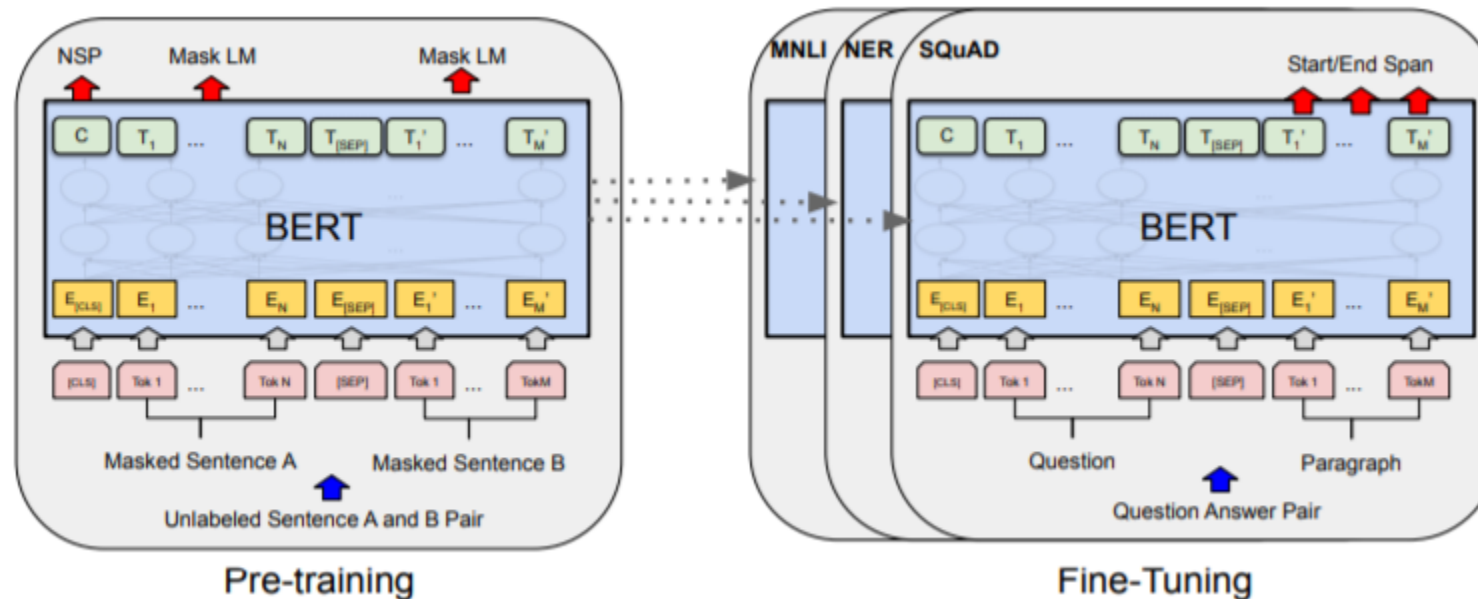 NSP Mask LM Mask LM
C T1 ... TN T[SEP] T1' ... TM'
BERT
E[CLS] E1 ... EN E[SEP] E1' ... EM'
[CLS] Tok 1 ... Tok N [SEP] Tok 1 ... TokM
Masked Sentence A Masked Sentence B
Unlabeled Sentence A and B Pair
Pre-training
MNLI NER SQuAD
Start/End Span
C T1 ... TN T[SEP] T1' ... TM'
BERT
E[CLS] E1 ... EN E[SEP] E1' ... EM'
[CLS] Tok 1 ... Tok N [SEP] Tok 1 ... TokM
Question Paragraph
Question Answer Pair
Fine-Tuning